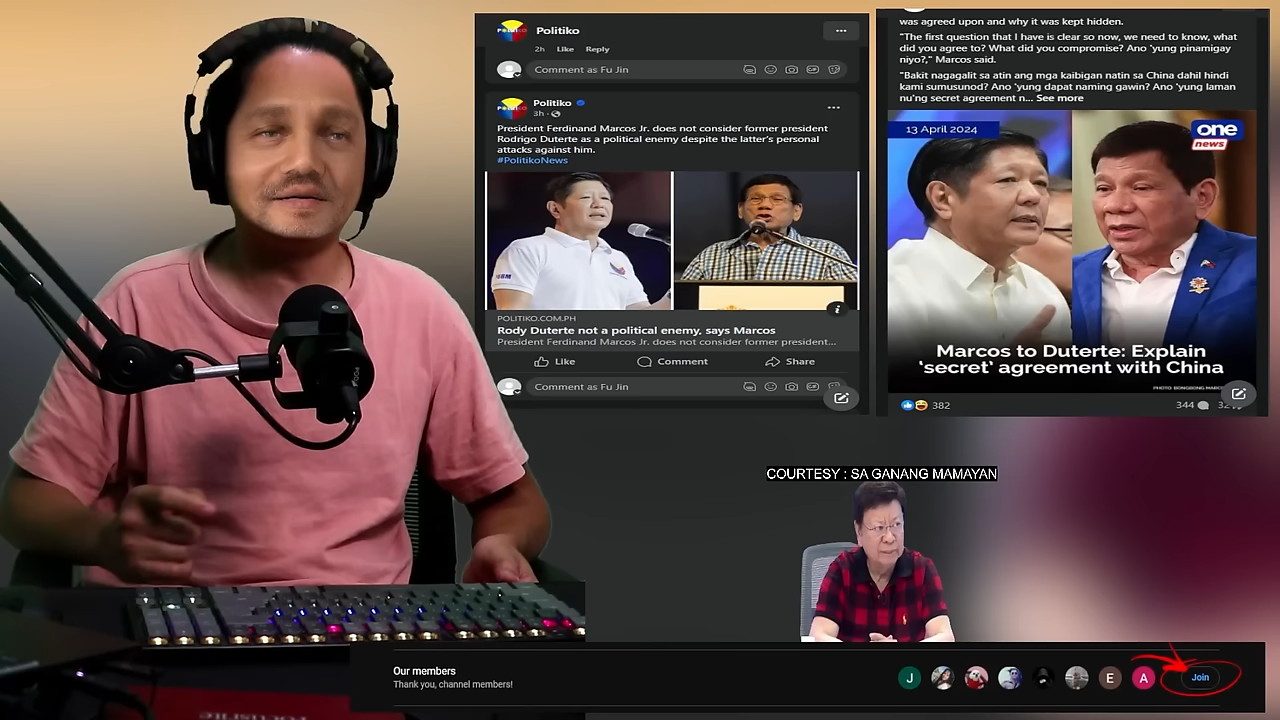 Politiko
2h Like Reply
Comment as Fu Jin
Politiko
3h
President Ferdinand Marcos Jr. does not consider former president
Rodrigo Duterte as a political enemy despite the latter's personal
attacks against him.
#PolitikoNews
POLITIKO.COM.PH
Rody Duterte not a political enemy, says Marcos
President Ferdinand Marcos Jr. does not consider former president...
Like Comment Share
Comment as Fu Jin
was agreed upon and why it was kept hidden.
"The first question that I have is clear so now, we need to know, what
did you agree to? What did you compromise? Ano 'yung pinamigay
niyo?," Marcos said.
"Bakit nagagalit sa atin ang mga kaibigan natin sa China dahil hindi
kami sumusunod? Ano 'yung dapat naming gawin? Ano 'yung laman
nu'ng secret agreement n... See more
13 April 2024
one
news
Marcos to Duterte: Explain
'secret' agreement with China
382
344
COURTESY : SA GANANG MAMAYAN
Our members
Thank you, channel members!
J
E
A
Join